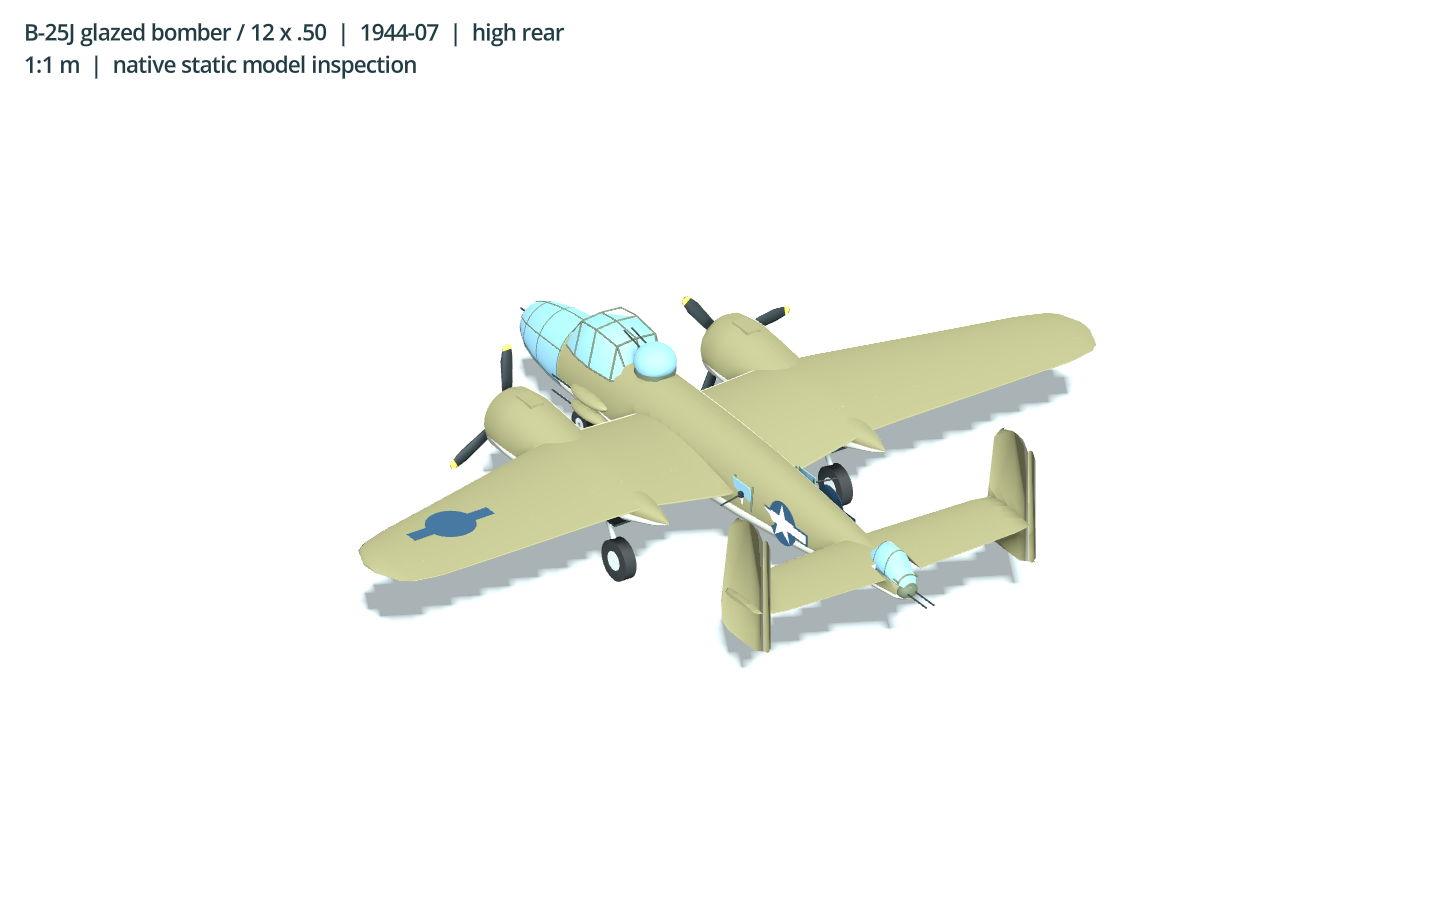 B-25J glazed bomber / 12 x .50 | 1944-07 | high rear
1:1 m | native static model inspection